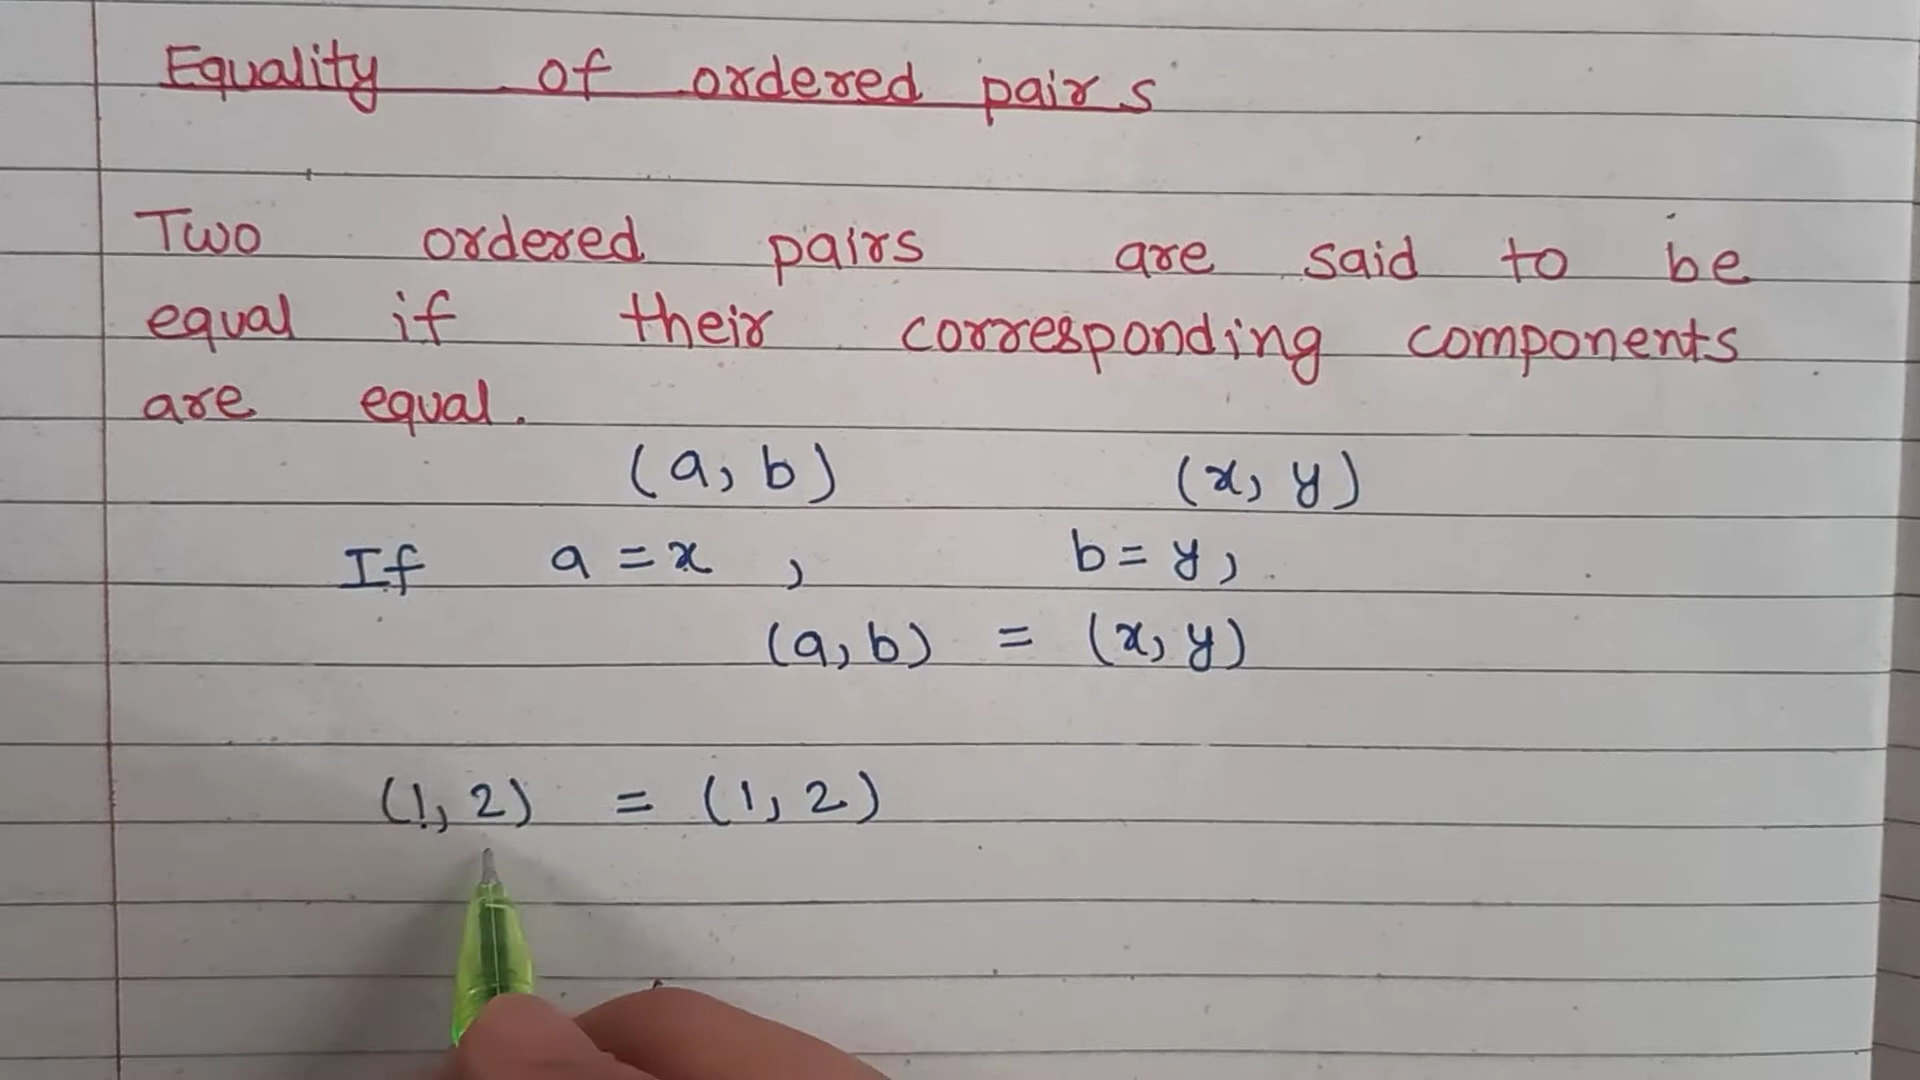 Equality of ordered pairs
Two ordered pairs are said to be
equal if their corresponding components
are equal.
(a, b) (x, y)
If a = x , b = y,
(a, b) = (x, y)
(1, 2) = (1, 2)